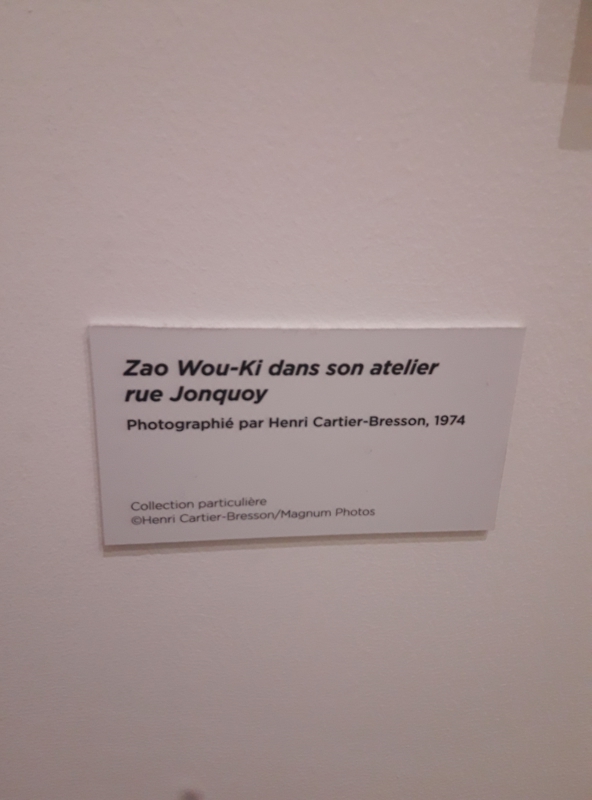 Zao Wou-Ki dans son atelier
rue Jonquoy
Photographié par Henri Cartier-Bresson, 1974
Collection particulière
©Henri Cartier-Bresson/Magnum Photos